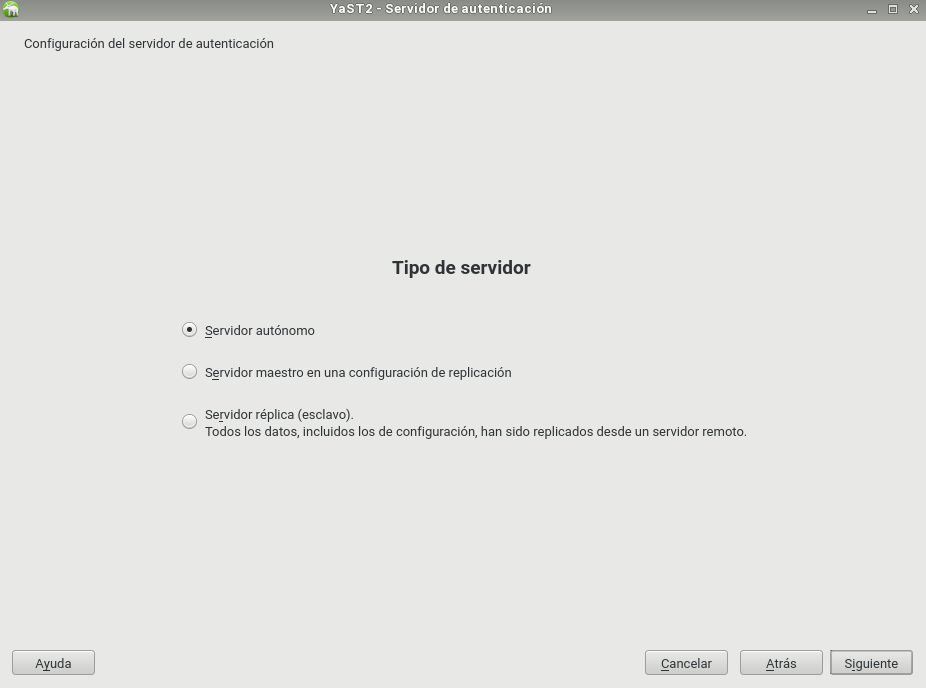 YaST2 - Servidor de autenticación
Configuración del servidor de autenticación
Tipo de servidor
Servidor autónomo
Servidor maestro en una configuración de replicación
Servidor réplica (esclavo).
Todos los datos, incluidos los de configuración, han sido replicados desde un servidor remoto.
Ayuda
Cancelar
Atrás
Siguiente